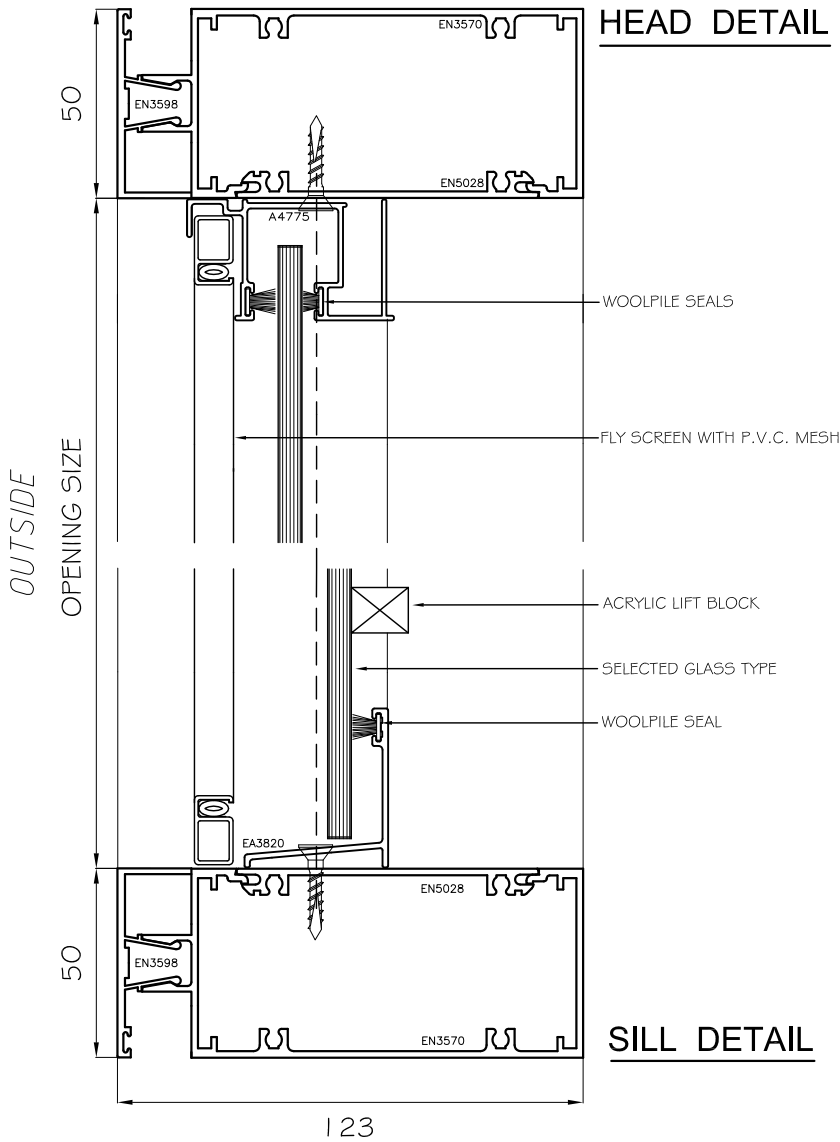 HEAD DETAIL
EN3570
50
EN3598
EN5028
A4775
WOOLPILE SEALS
FLY SCREEN WITH P.V.C. MESH
OUTSIDE
OPENING SIZE
ACRYLIC LIFT BLOCK
SELECTED GLASS TYPE
WOOLPILE SEAL
EA3820
EN5028
50
EN3598
EN3570
SILL DETAIL
123